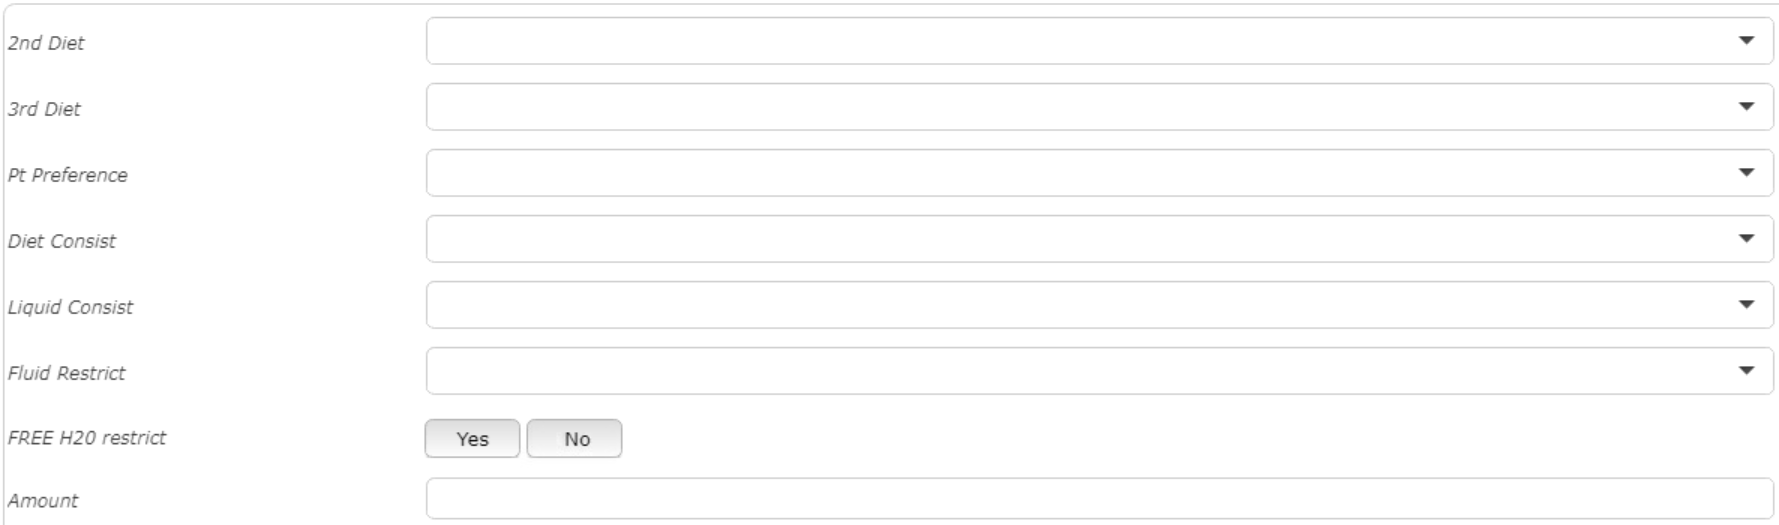 2nd Diet
3rd Diet
Pt Preference
Diet Consist
Liquid Consist
Fluid Restrict
FREE H20 restrict Yes No
Amount